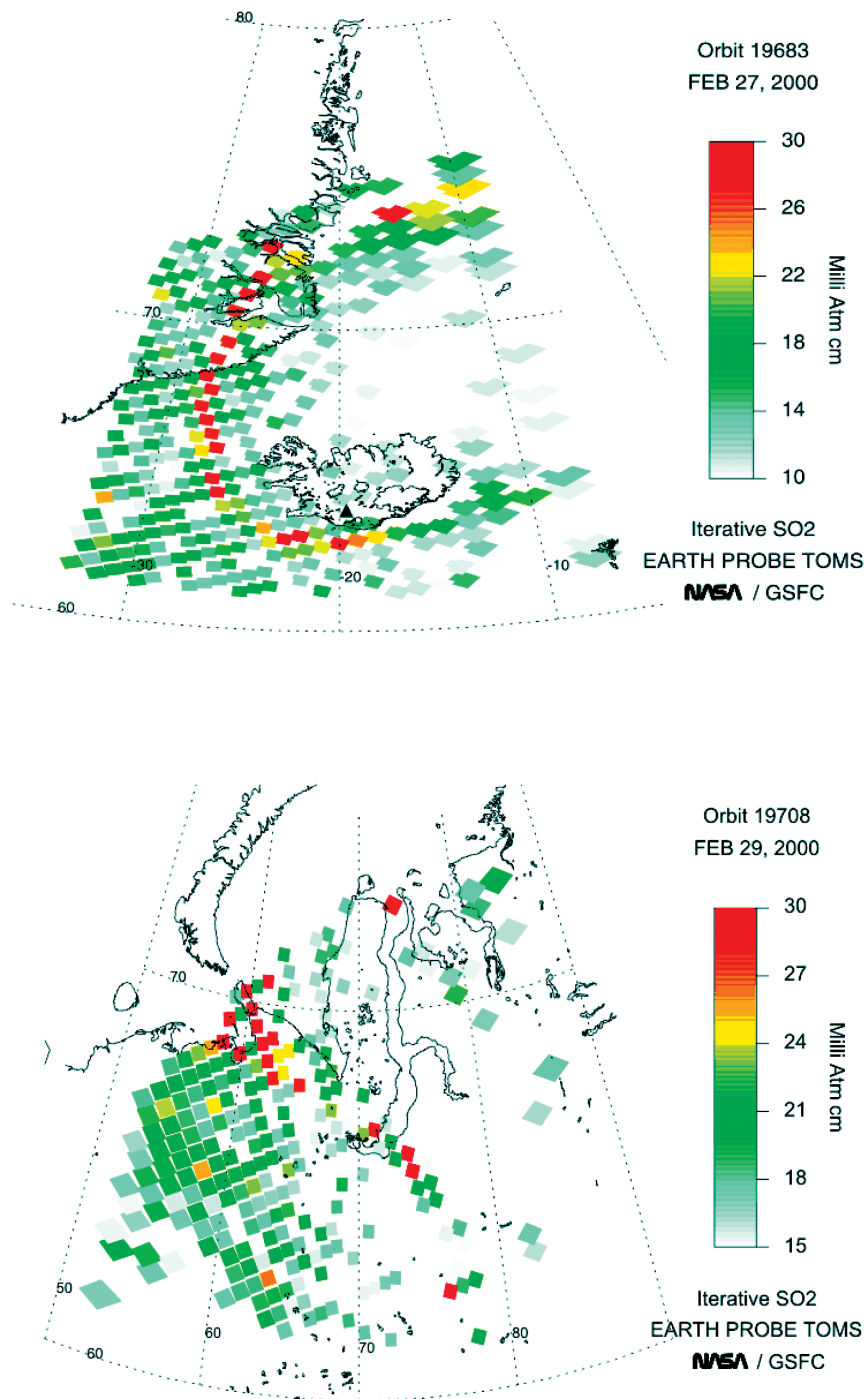 80
Orbit 19683
FEB 27, 2000
30
26
22
18
14
10
Milli Atm cm
70
-30
-20
-10
60
Iterative SO2
EARTH PROBE TOMS
NASA / GSFC
Orbit 19708
FEB 29, 2000
30
27
24
21
18
15
Milli Atm cm
70
50
60
60
70
80
Iterative SO2
EARTH PROBE TOMS
NASA / GSFC